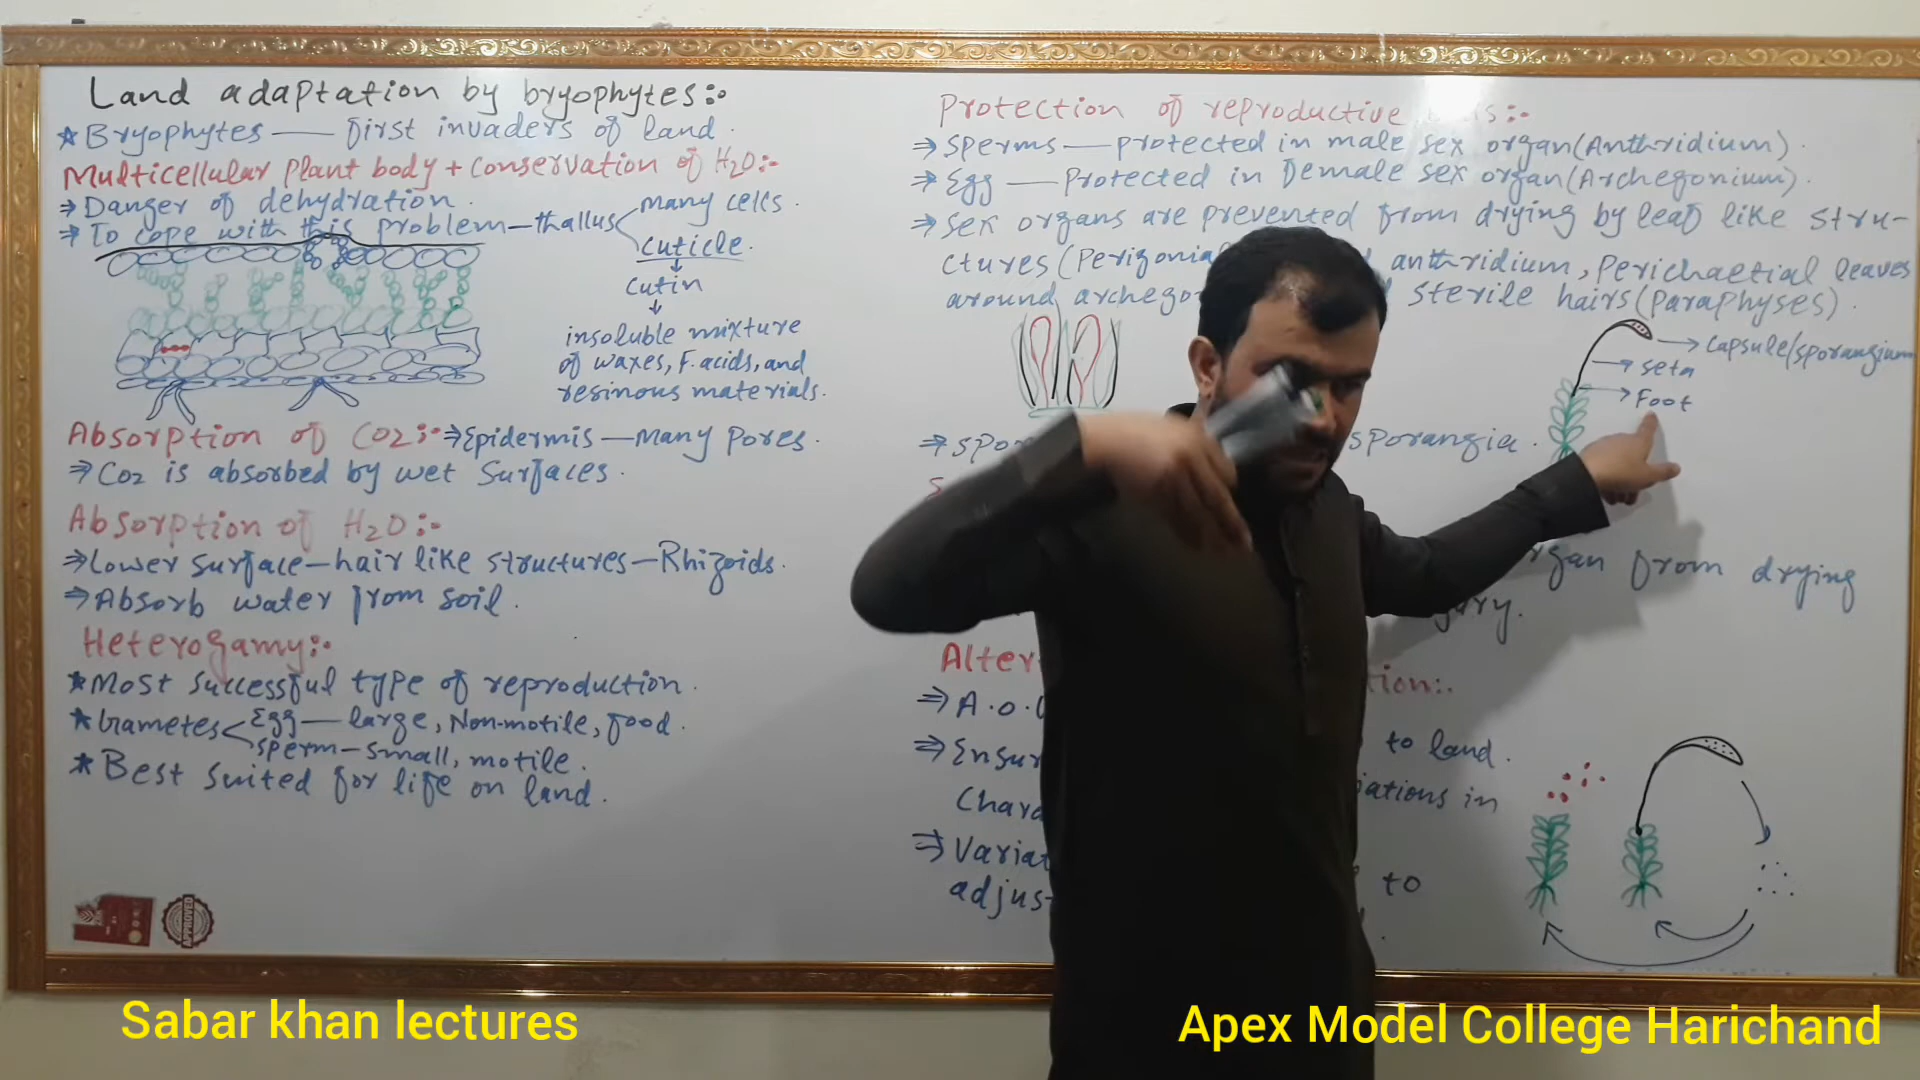 Land adaptation by bryophytes:-
* Bryophytes — first invaders of land.
Multicellular Plant body + Conservation of H2O:-
⇒ Danger of dehydration.
⇒ To cope with this problem - thallus
many cells.
cuticle.
↓
cutin
↓
insoluble mixture
of waxes, F. acids, and
resinous materials.
Absorption of CO2:- ⇒ Epidermis — Many Pores.
⇒ CO2 is absorbed by wet surfaces.
Absorption of H2O:-
⇒ Lower surface - hair like structures - Rhizoids.
⇒ Absorb water from soil.
Heterogamy:-
* Most successful type of reproduction.
* Gametes
Egg — large, Non-motile, food.
sperm - small, motile.
* Best suited for life on land.
Protection of reproductive
⇒ Sperms — protected in male sex organ (Anthridium).
⇒ Egg — Protected in Female sex organ (Archegonium).
⇒ Sex organs are prevented from drying by leaf like Stru-
ctures ( anthridium, Perichaetial leaves
around sterile hairs (Paraphyses).
→ Capsule/sporangium
→ Seta
→ Foot
⇒ sporangia.
from drying
⇒
⇒ to land.
in
⇒
to
APPROVED
Sabar khan lectures
Apex Model College Harichand